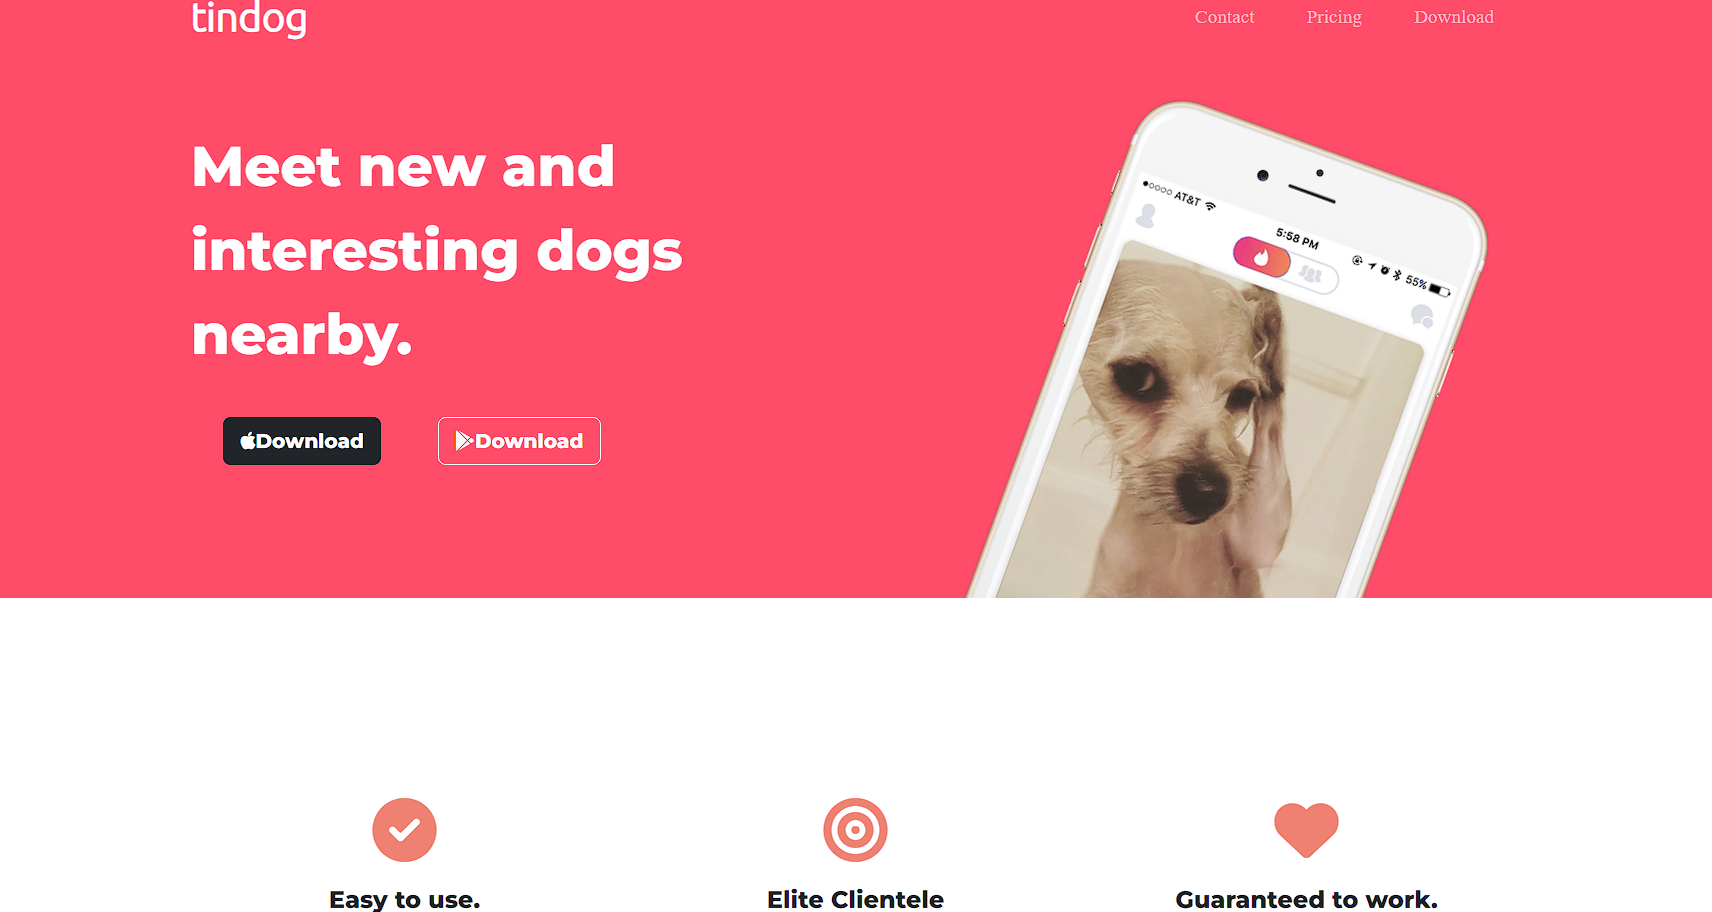 tindog
Contact Pricing Download
Meet new and
interesting dogs
nearby.
Download Download
AT&T 5:58 PM 55%
Easy to use. Elite Clientele Guaranteed to work.